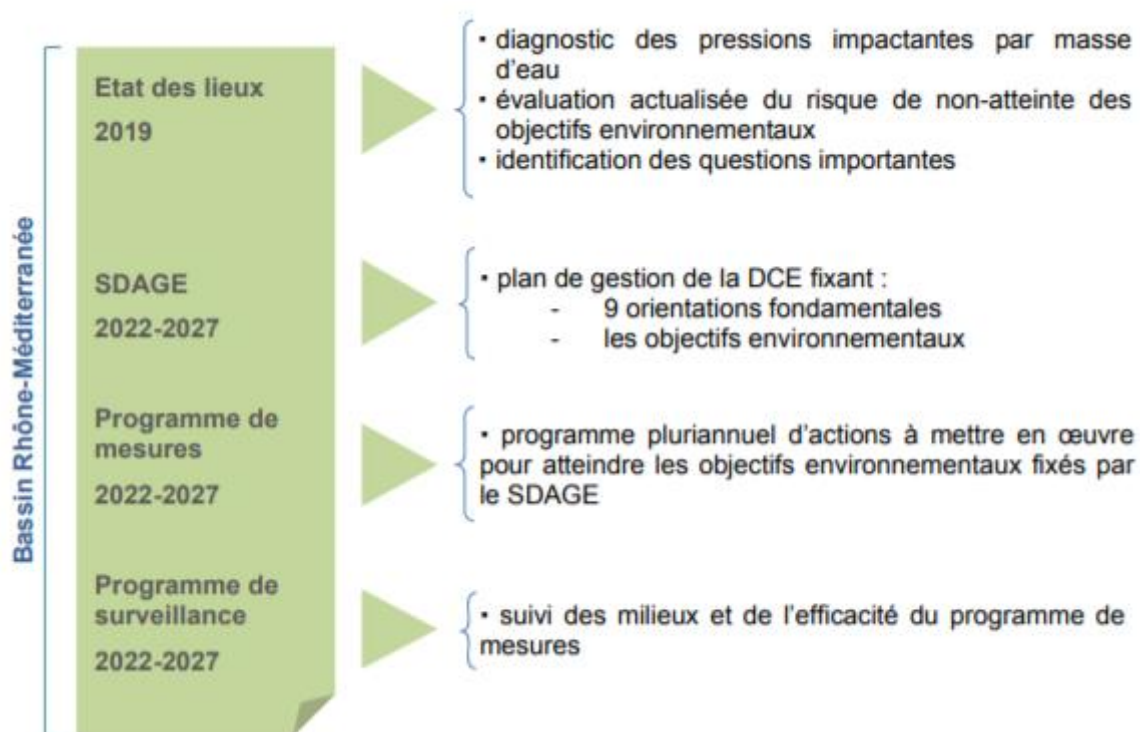 Bassin Rhône-Méditerranée
Etat des lieux
2019
· diagnostic des pressions impactantes par masse
d'eau
· évaluation actualisée du risque de non-atteinte des
objectifs environnementaux
· identification des questions importantes
SDAGE
2022-2027
· plan de gestion de la DCE fixant :
- 9 orientations fondamentales
- les objectifs environnementaux
Programme de
mesures
2022-2027
· programme pluriannuel d'actions à mettre en œuvre
pour atteindre les objectifs environnementaux fixés par
le SDAGE
Programme de
surveillance
2022-2027
· suivi des milieux et de l'efficacité du programme de
mesures